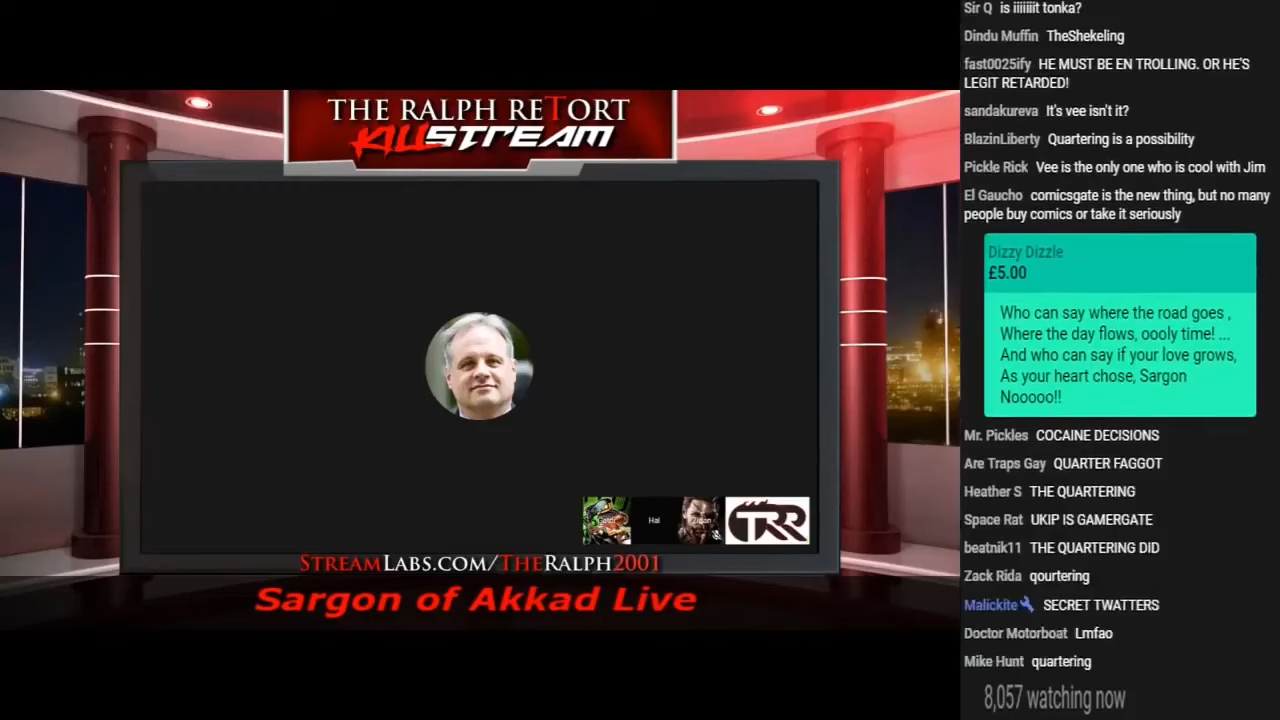 THE RALPH RETORT
KILLSTREAM
Hal
TRR
STREAMLABS.COM/THERALPH2001
Sargon of Akkad Live
Sir Q is iiiiiiit tonka?
Dindu Muffin TheShekeling
fast0025ify HE MUST BE EN TROLLING. OR HE'S
LEGIT RETARDED!
sandakureva It's vee isn't it?
BlazinLiberty Quartering is a possibility
Pickle Rick Vee is the only one who is cool with Jim
El Gaucho comicsgate is the new thing, but no many
people buy comics or take it seriously
Dizzy Dizzle
£5.00
Who can say where the road goes ,
Where the day flows, oooly time! ...
And who can say if your love grows,
As your heart chose, Sargon
Nooooo!!
Mr. Pickles COCAINE DECISIONS
Are Traps Gay QUARTER FAGGOT
Heather S THE QUARTERING
Space Rat UKIP IS GAMERGATE
beatnik11 THE QUARTERING DID
Zack Rida qourtering
Malickite SECRET TWATTERS
Doctor Motorboat Lmfao
Mike Hunt quartering
8,057 watching now